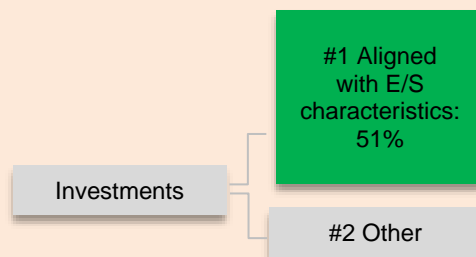 #1 Aligned
with E/S
characteristics:
51%
Investments
#2 Other